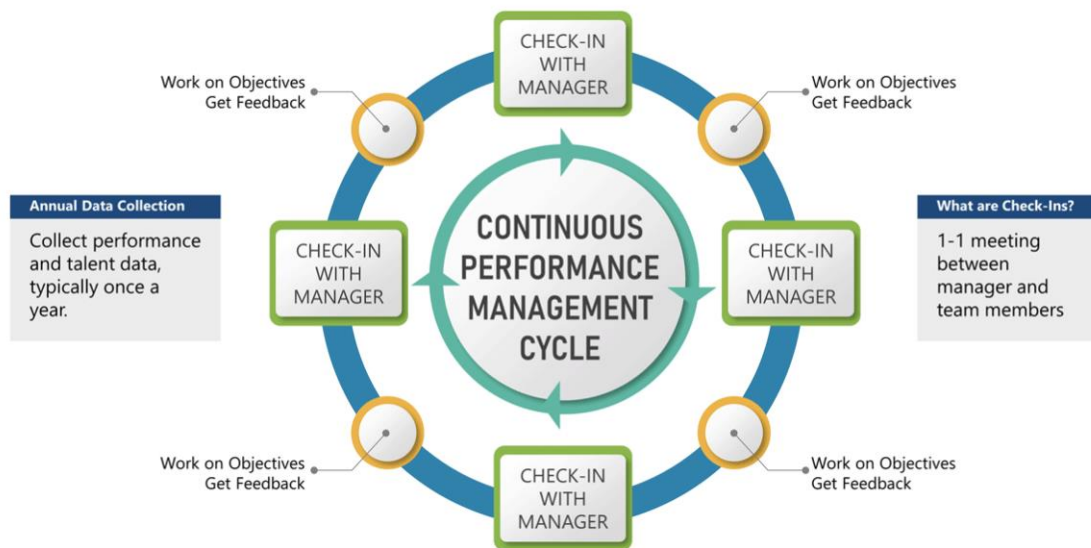 CHECK-IN
WITH
MANAGER
Work on Objectives
Get Feedback
Work on Objectives
Get Feedback
Annual Data Collection
Collect performance
and talent data,
typically once a
year.
CHECK-IN
WITH
MANAGER
CONTINUOUS
PERFORMANCE
MANAGEMENT
CYCLE
CHECK-IN
WITH
MANAGER
What are Check-Ins?
1-1 meeting
between
manager and
team members
Work on Objectives
Get Feedback
CHECK-IN
WITH
MANAGER
Work on Objectives
Get Feedback